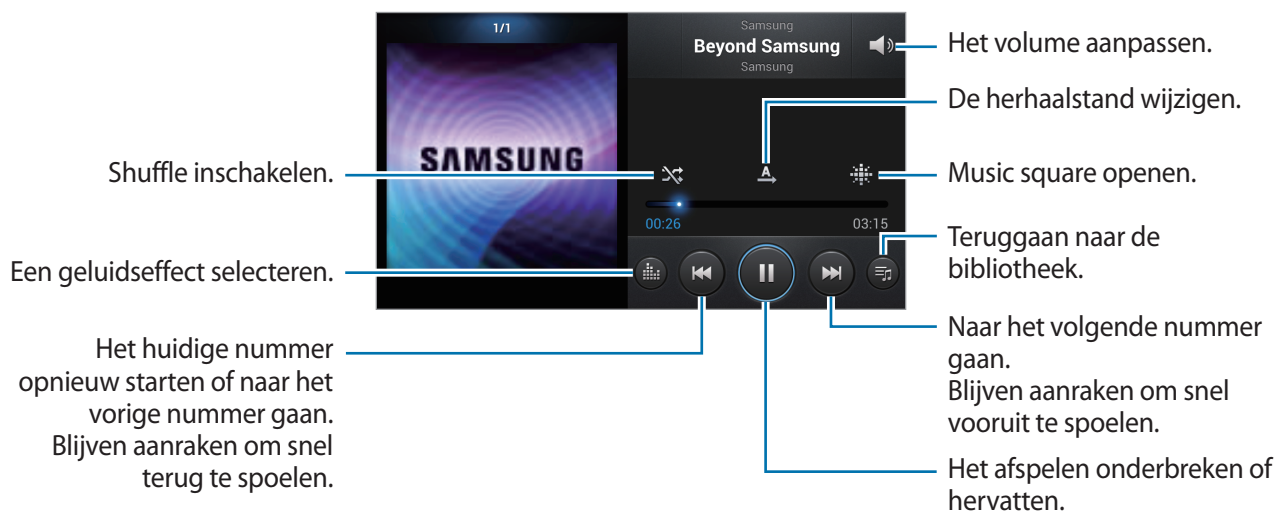 1/1
Samsung
Beyond Samsung
Samsung
SAMSUNG
A
00:26
03:15
Shuffle inschakelen.
Een geluidseffect selecteren.
Het huidige nummer
opnieuw starten of naar het
vorige nummer gaan.
Blijven aanraken om snel
terug te spoelen.
Het volume aanpassen.
De herhaalstand wijzigen.
Music square openen.
Teruggaan naar de
bibliotheek.
Naar het volgende nummer
gaan.
Blijven aanraken om snel
vooruit te spoelen.
Het afspelen onderbreken of
hervatten.